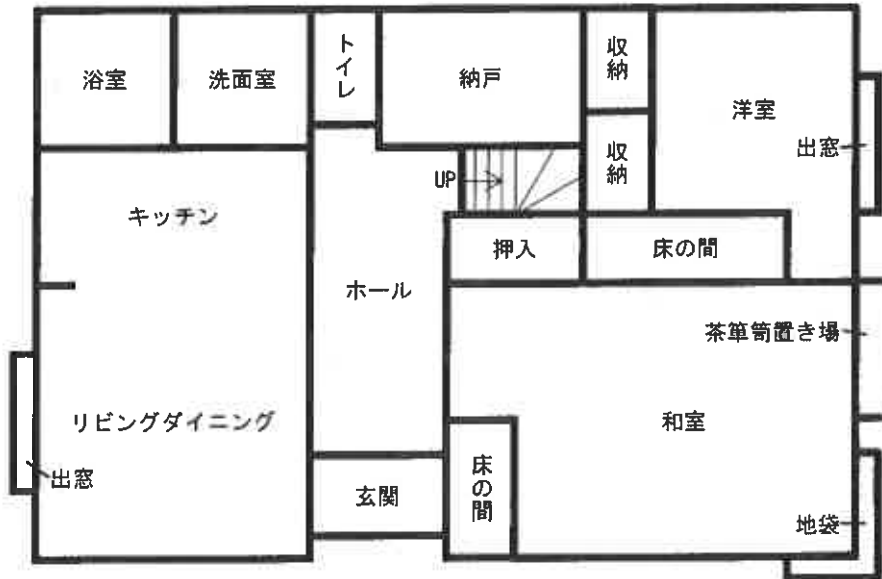 浴室
洗面室
トイレ
納戸
収納
洋室
出窓
収納
UP
キッチン
押入
床の間
ホール
茶箪笥置き場
リビングダイニング
和室
出窓
玄関
床の間
地袋